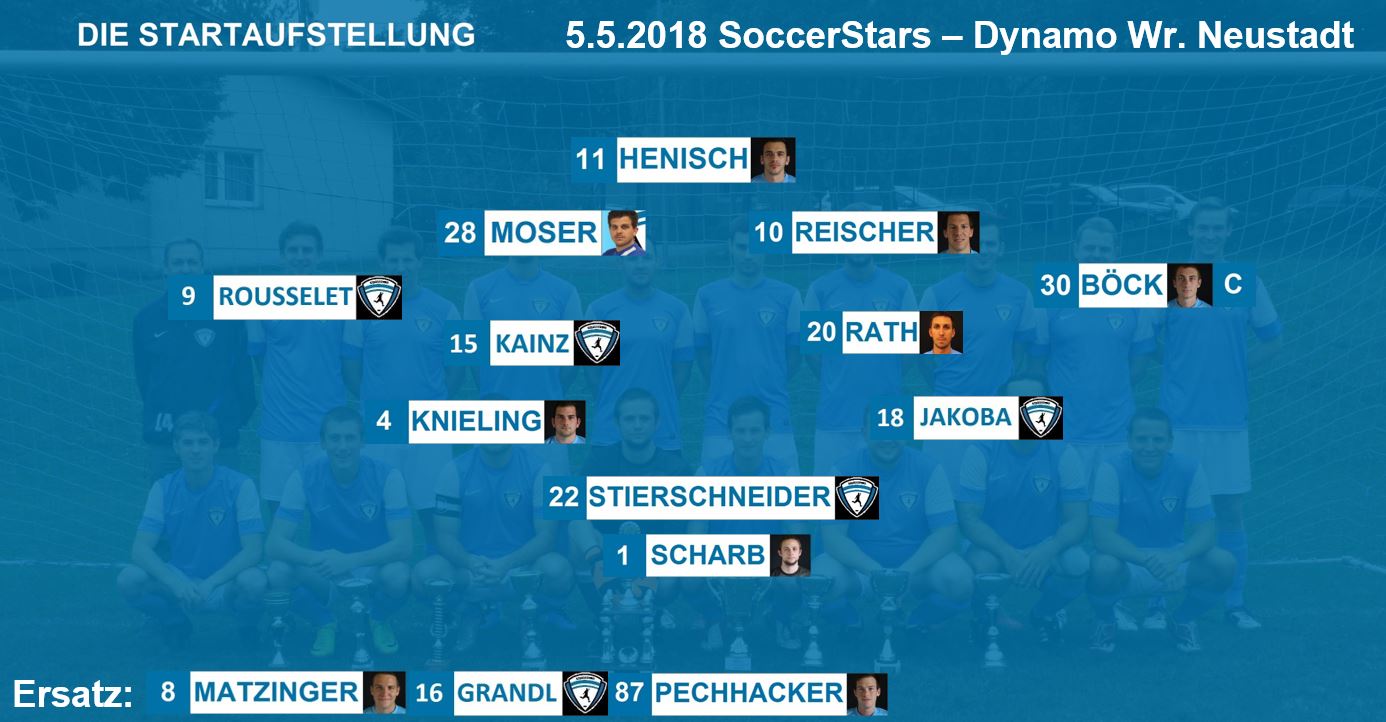 DIE STARTAUFSTELLUNG 5.5.2018 SoccerStars – Dynamo Wr. Neustadt
11 HENISCH
28 MOSER 10 REISCHER
9 ROUSSELET 30 BÖCK C
15 KAINZ 20 RATH
4 KNIELING 18 JAKOBA
22 STIERSCHNEIDER
1 SCHARB
Ersatz: 8 MATZINGER 16 GRANDL 87 PECHHACKER